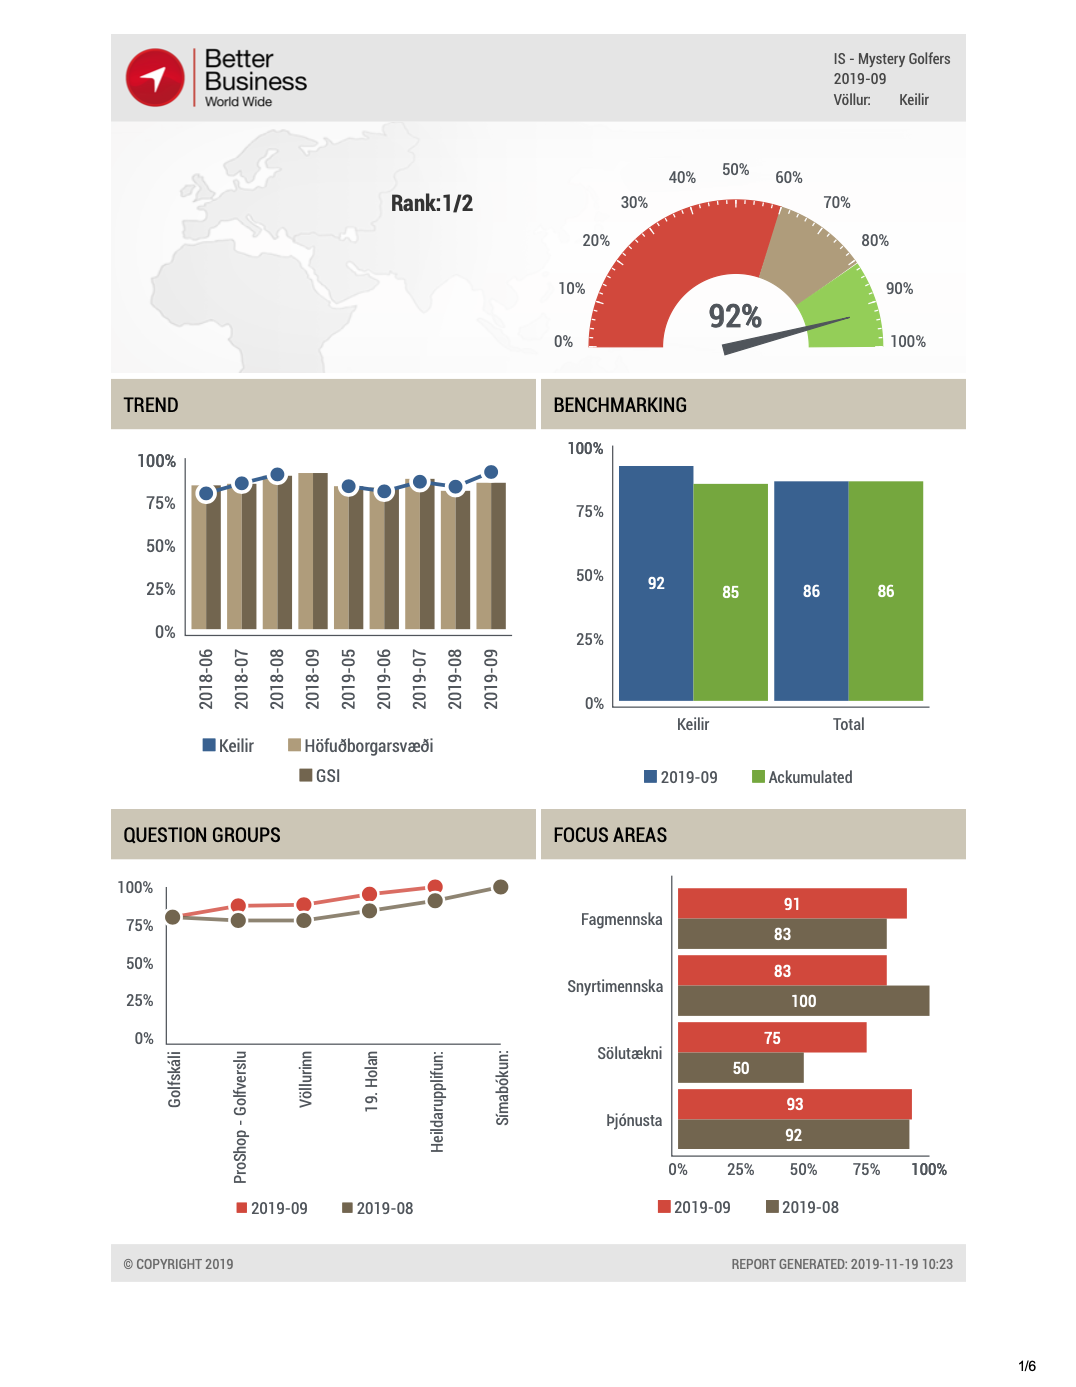 Better
Business
World Wide
IS - Mystery Golfers
2019-09
Völlur: Keilir
Rank:1/2
0%
10%
20%
30%
40%
50%
60%
70%
80%
90%
100%
92%
TREND
100%
75%
50%
25%
0%
2018-06
2018-07
2018-08
2018-09
2019-05
2019-06
2019-07
2019-08
2019-09
Keilir
Höfuðborgarsvæði
GSI
BENCHMARKING
100%
75%
50%
25%
0%
92
85
86
86
Keilir
Total
2019-09
Ackumulated
QUESTION GROUPS
100%
75%
50%
25%
0%
Golfskáli
ProShop - Golfverslu
Völlurinn
19. Holan
Heildarupplifun:
Símabókun:
2019-09
2019-08
FOCUS AREAS
Fagmennska
91
83
Snyrtimennska
83
100
Sölutækni
75
50
Þjónusta
93
92
0%
25%
50%
75%
100%
2019-09
2019-08
© COPYRIGHT 2019
REPORT GENERATED: 2019-11-19 10:23
1/6